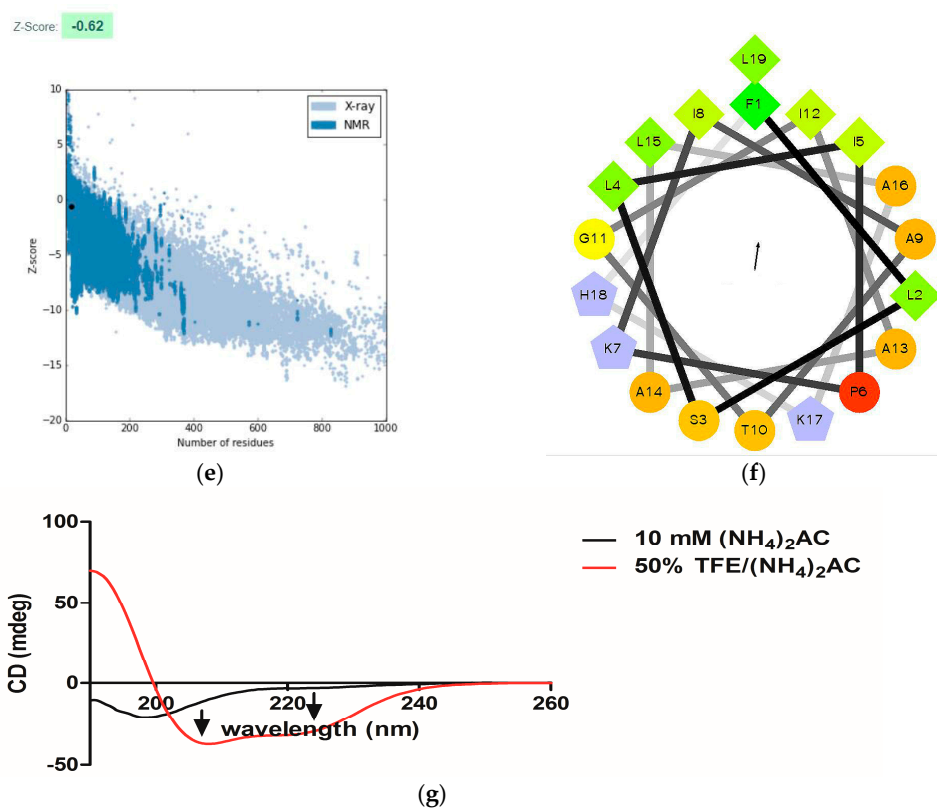 Z-Score: -0.62
10
5
0
−5
−10
−15
−20
Z-score
X-ray
NMR
0 200 400 600 800 1000
Number of residues
(e)
L19
F1
I8 I12
L15 I5
L4 A16
G11 A9
H18 L2
K7 A13
A14 P6
S3 T10 K17
(f)
100
50
0
-50
CD (mdeg)
10 mM (NH4)2AC
50% TFE/(NH4)2AC
200 220 240 260
wavelength (nm)
(g)